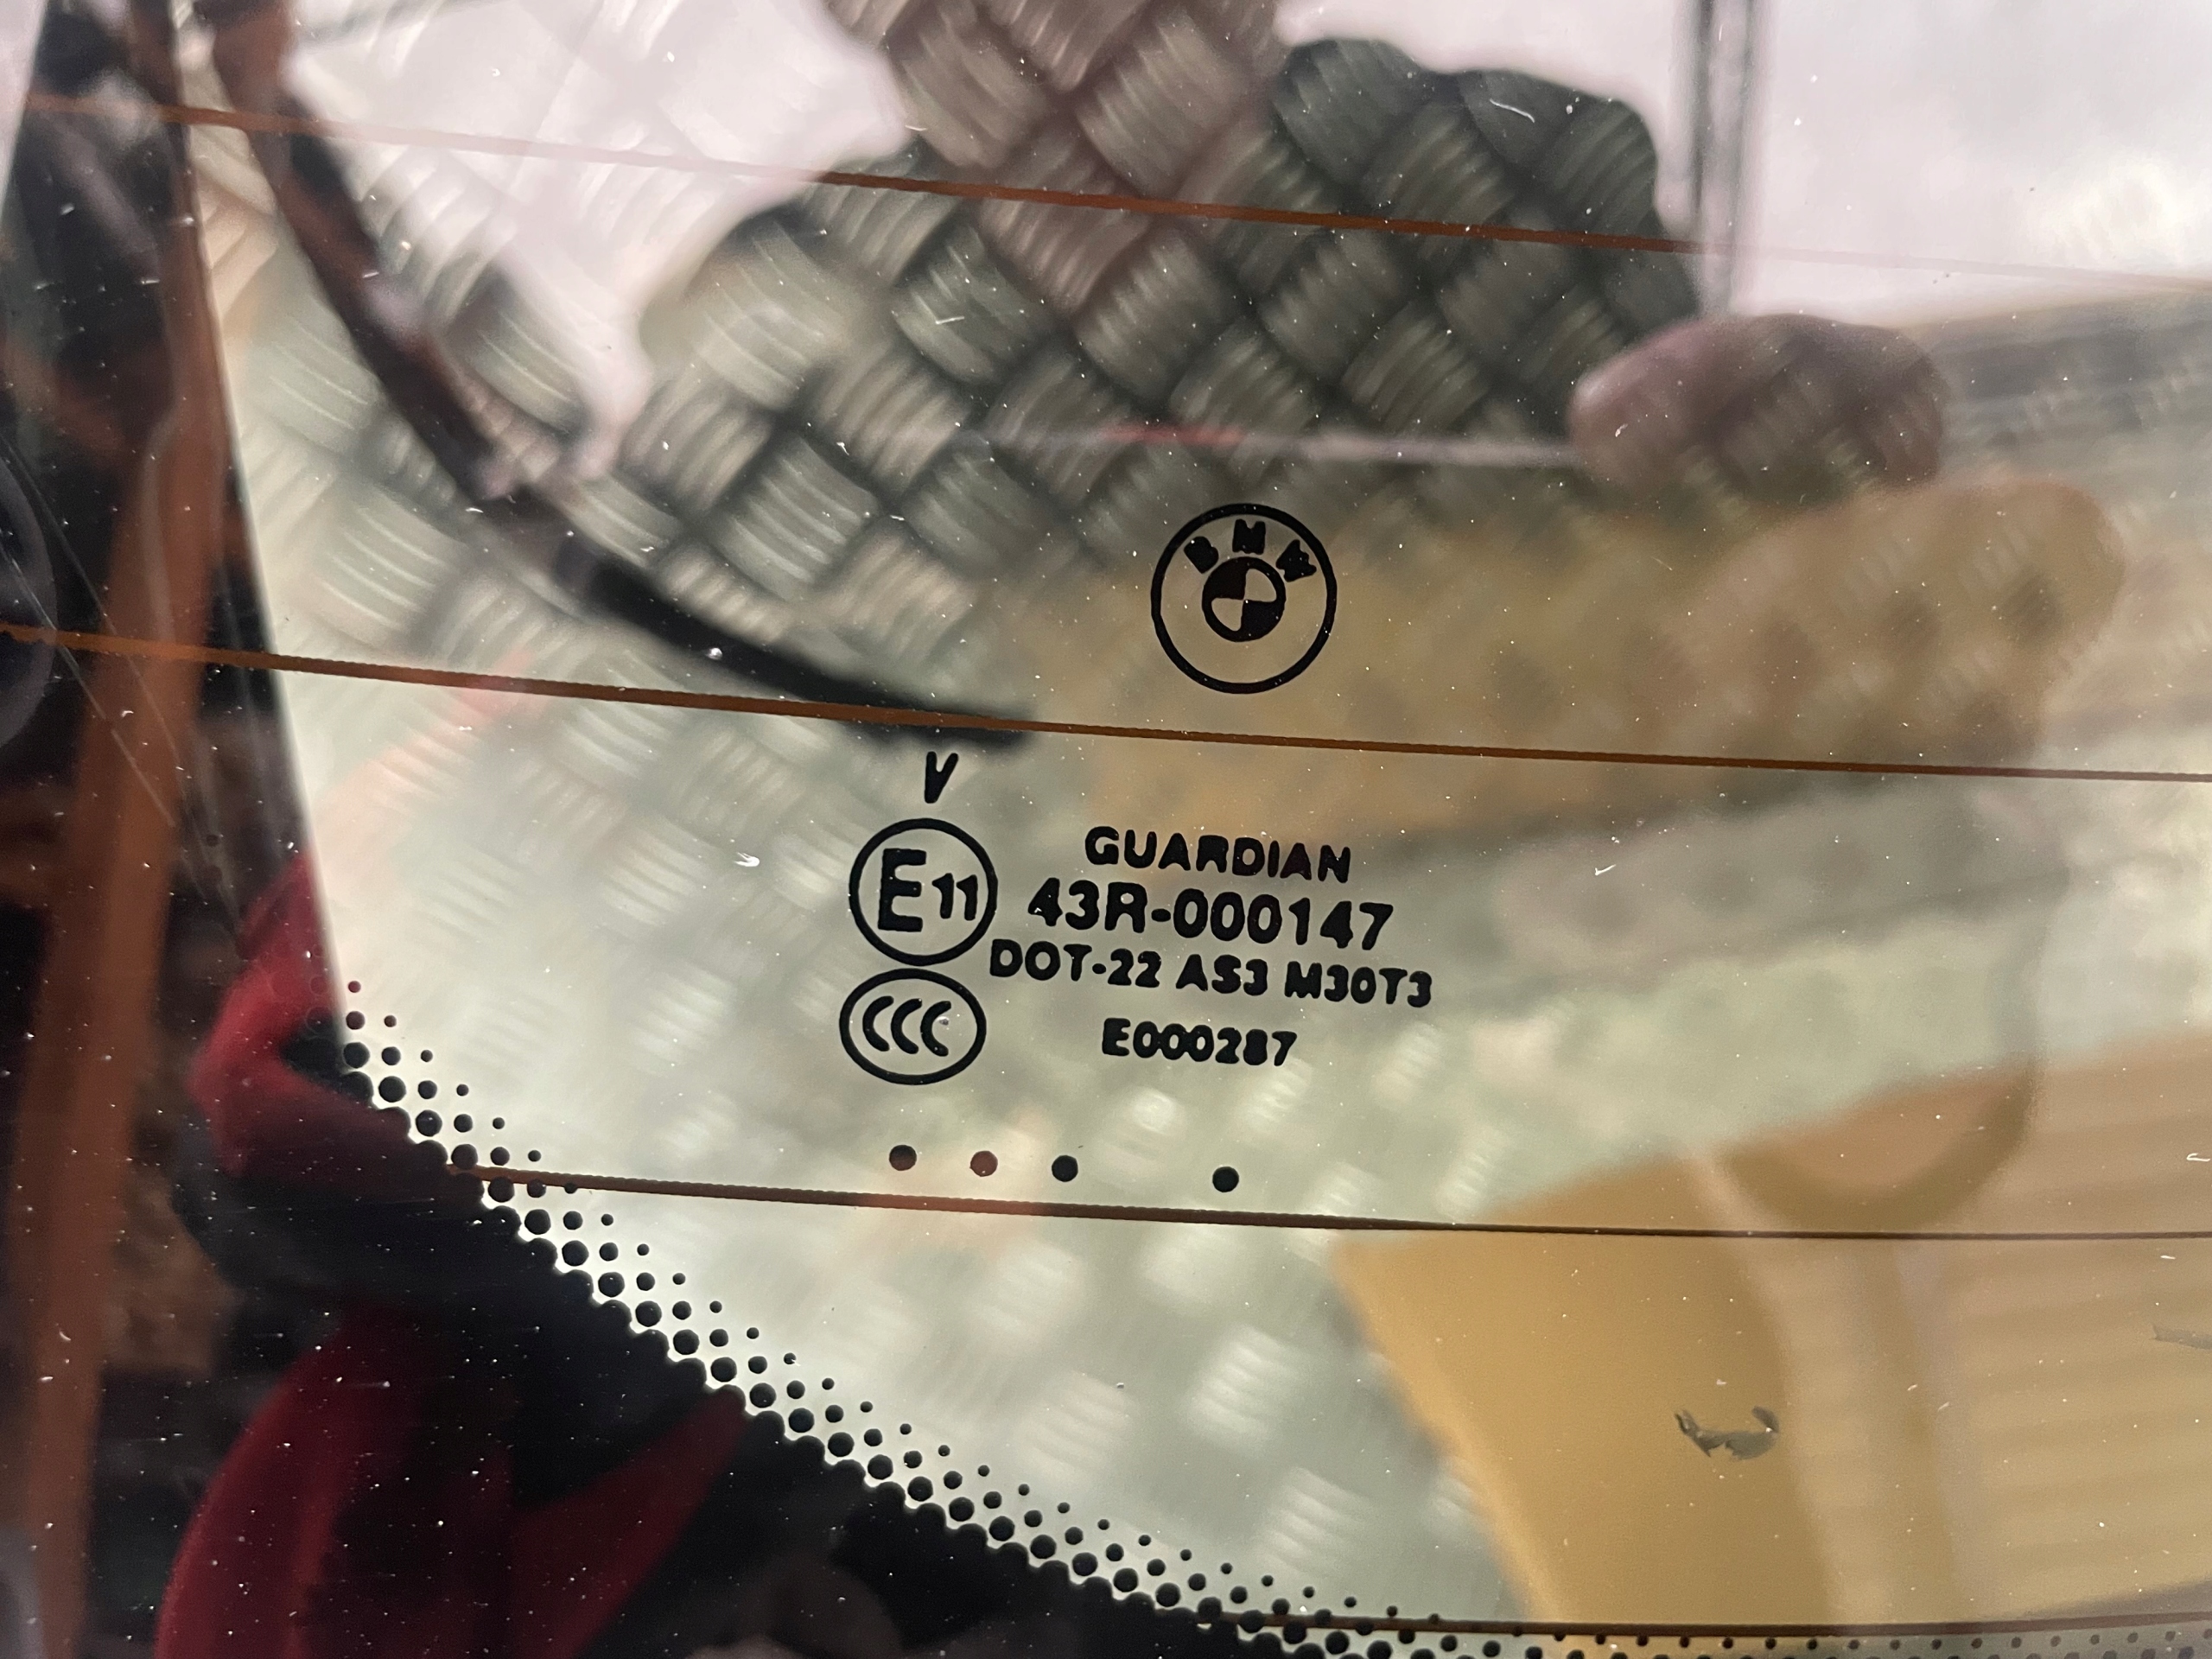 BMW
V
E11
GUARDIAN
43R-000147
DOT-22 AS3 M30T3
CCC
E000287